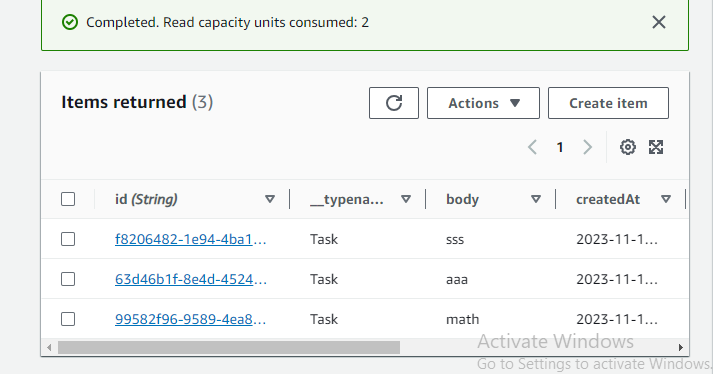 Completed. Read capacity units consumed: 2
Items returned (3)
Actions
Create item
1
id (String) __typena... body createdAt
f8206482-1e94-4ba1... Task sss 2023-11-1...
63d46b1f-8e4d-4524... Task aaa 2023-11-1...
99582f96-9589-4ea8... Task math 2023-11-1...
Activate Windows
Go to Settings to activate Windows.